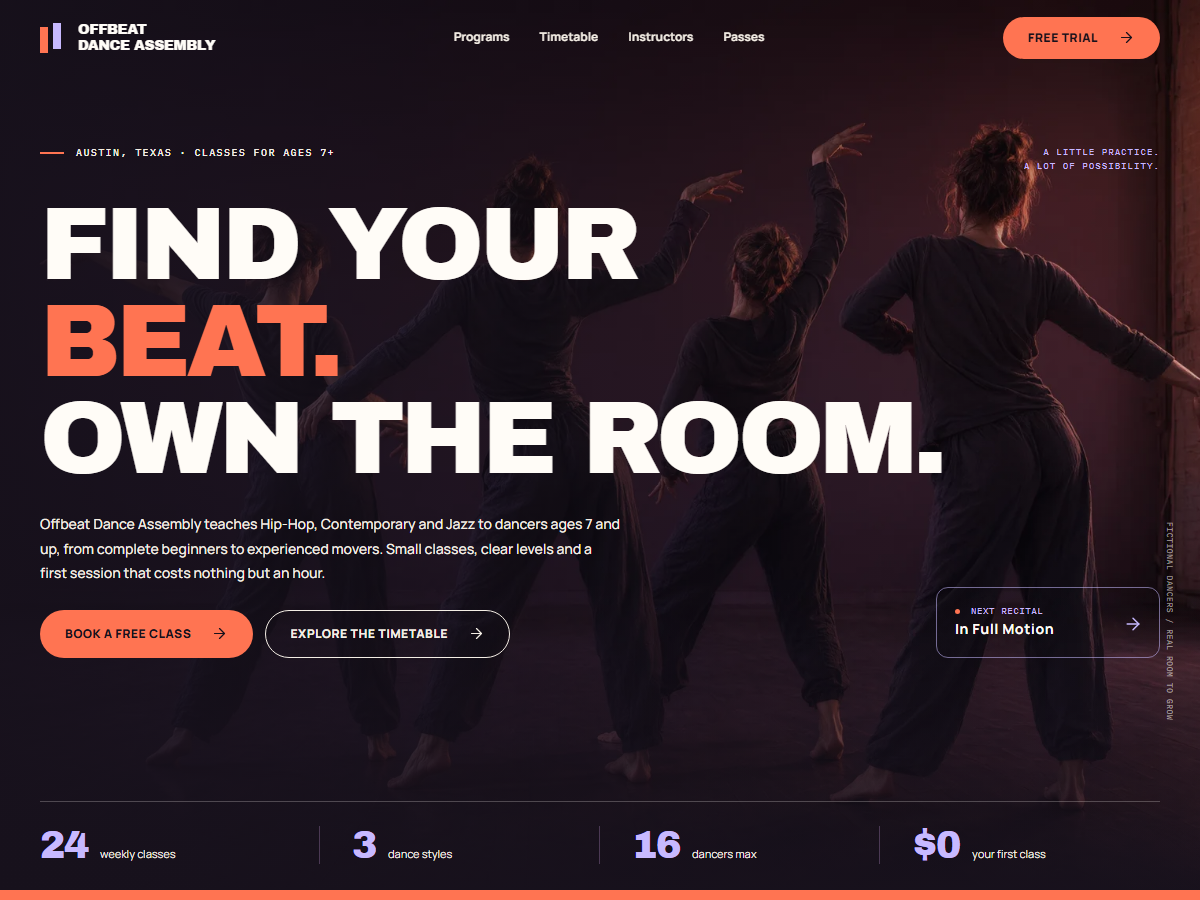 OFFBEAT
DANCE ASSEMBLY
Programs
Timetable
Instructors
Passes
FREE TRIAL
AUSTIN, TEXAS • CLASSES FOR AGES 7+
A LITTLE PRACTICE.
A LOT OF POSSIBILITY.
FIND YOUR
BEAT.
OWN THE ROOM.
Offbeat Dance Assembly teaches Hip-Hop, Contemporary and Jazz to dancers ages 7 and
up, from complete beginners to experienced movers. Small classes, clear levels and a
first session that costs nothing but an hour.
BOOK A FREE CLASS
EXPLORE THE TIMETABLE
NEXT RECITAL
In Full Motion
FICTIONAL DANCERS / REAL ROOM TO GROW
24 weekly classes
3 dance styles
16 dancers max
$0 your first class